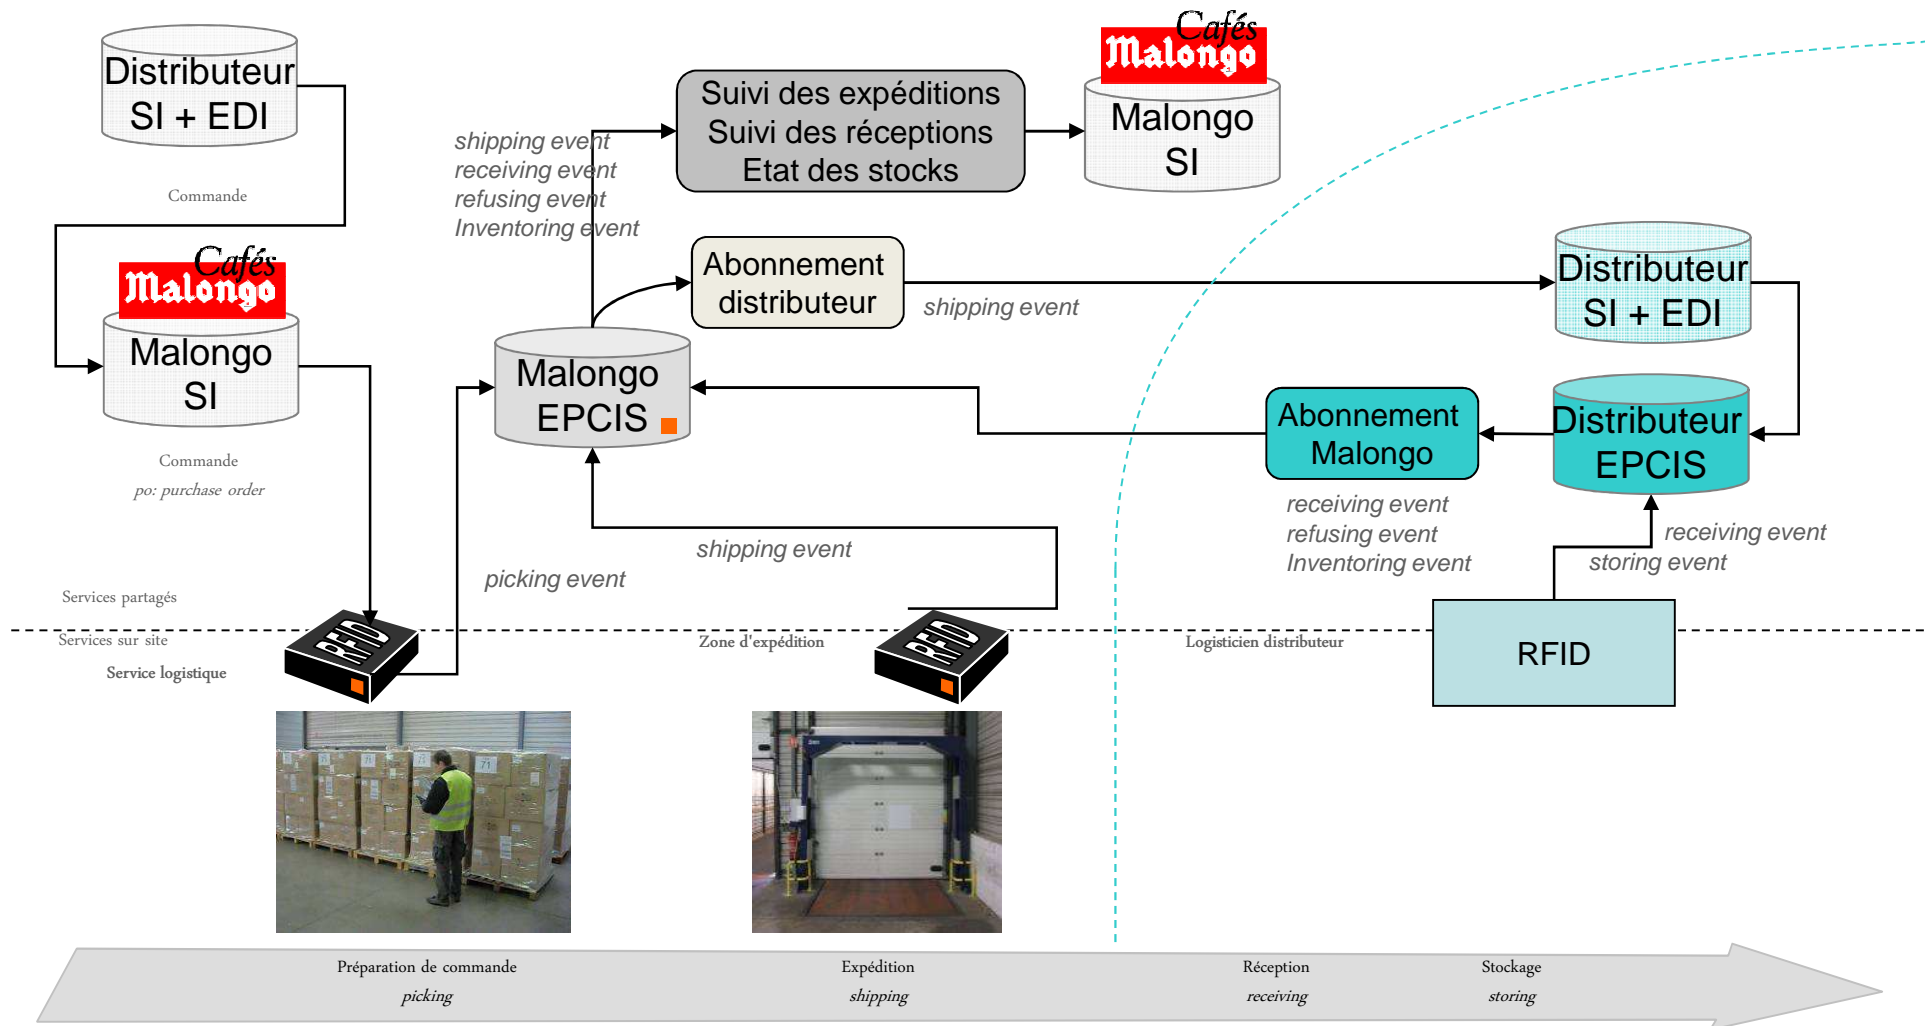 Distributeur
SI + EDI
Commande
Cafés
Malongo
Malongo
SI
Commande
po: purchase order
shipping event
receiving event
refusing event
Inventoring event
Suivi des expéditions
Suivi des réceptions
Etat des stocks
Cafés
Malongo
Malongo
SI
Abonnement
distributeur
shipping event
Distributeur
SI + EDI
Malongo
EPCIS
Abonnement
Malongo
Distributeur
EPCIS
receiving event
refusing event
Inventoring event
receiving event
storing event
shipping event
picking event
Services partagés
Services sur site
Service logistique
RFID
Zone d'expédition
RFID
Logisticien distributeur
RFID
71
71
Préparation de commande
picking
Expédition
shipping
Réception
receiving
Stockage
storing